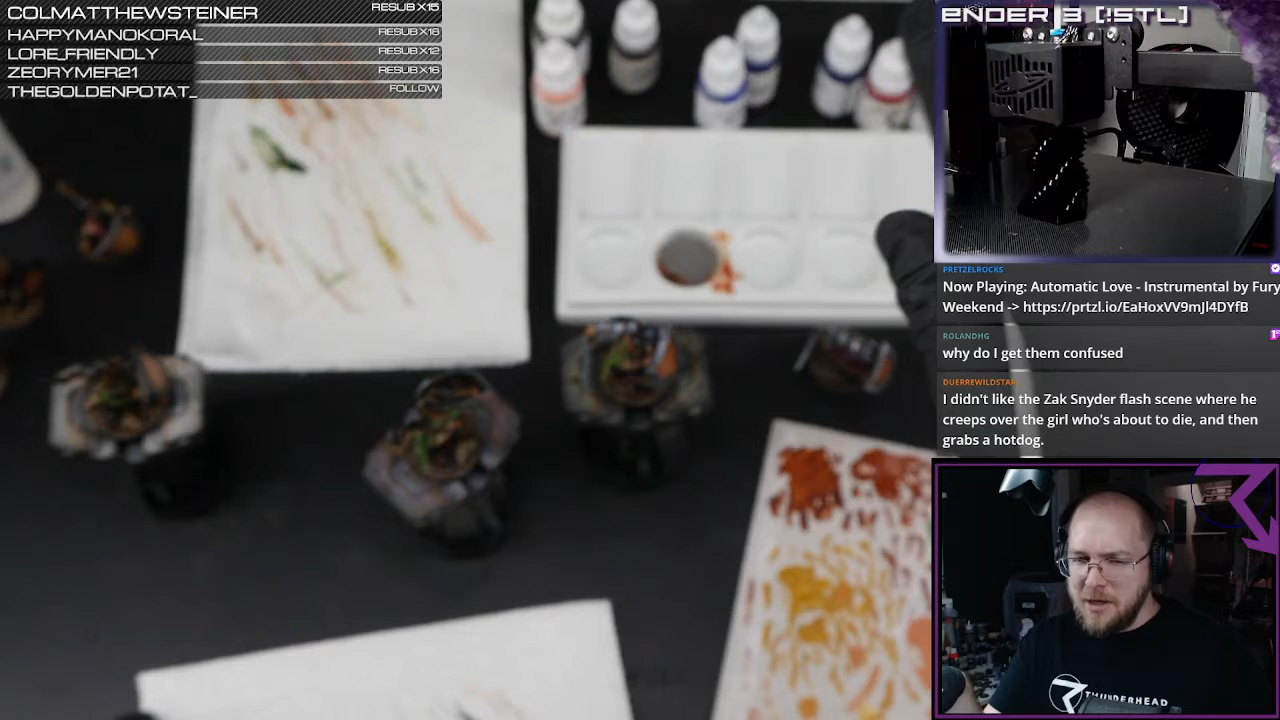 COLMATTHEWSTEINER RESUB X15
HAPPYMANOKORAL RESUB X18
LORE_FRIENDLY RESUB X12
ZEORYMER21 RESUB X16
THEGOLDENPOTAT_ FOLLOW
ENDER 3 [!STL]
PRETZELROCKS
Now Playing: Automatic Love - Instrumental by Fury
Weekend -> https://prtzl.io/EaHoxVV9mJl4DYfB
ROLANDHG
why do I get them confused
DUERREWILDSTAR
I didn't like the Zak Snyder flash scene where he
creeps over the girl who's about to die, and then
grabs a hotdog.
THUNDERHEAD